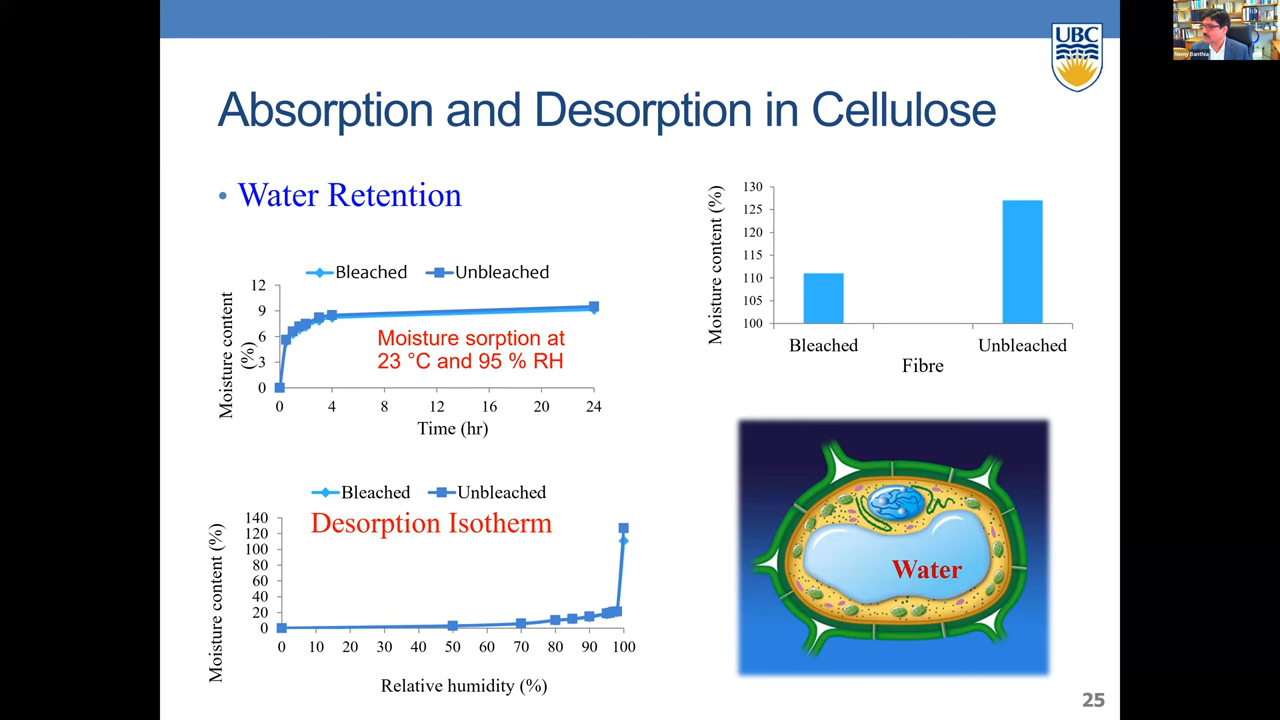 UBC
Nemy Banthia
Absorption and Desorption in Cellulose
• Water Retention
Bleached Unbleached
Moisture content
(%)
12
9
6
3
0
Moisture sorption at
23 °C and 95 % RH
0 4 8 12 16 20 24
Time (hr)
Moisture content (%)
130
125
120
115
110
105
100
Bleached Unbleached
Fibre
Bleached Unbleached
Desorption Isotherm
Moisture content (%)
140
120
100
80
60
40
20
0
0 10 20 30 40 50 60 70 80 90 100
Relative humidity (%)
Water
25